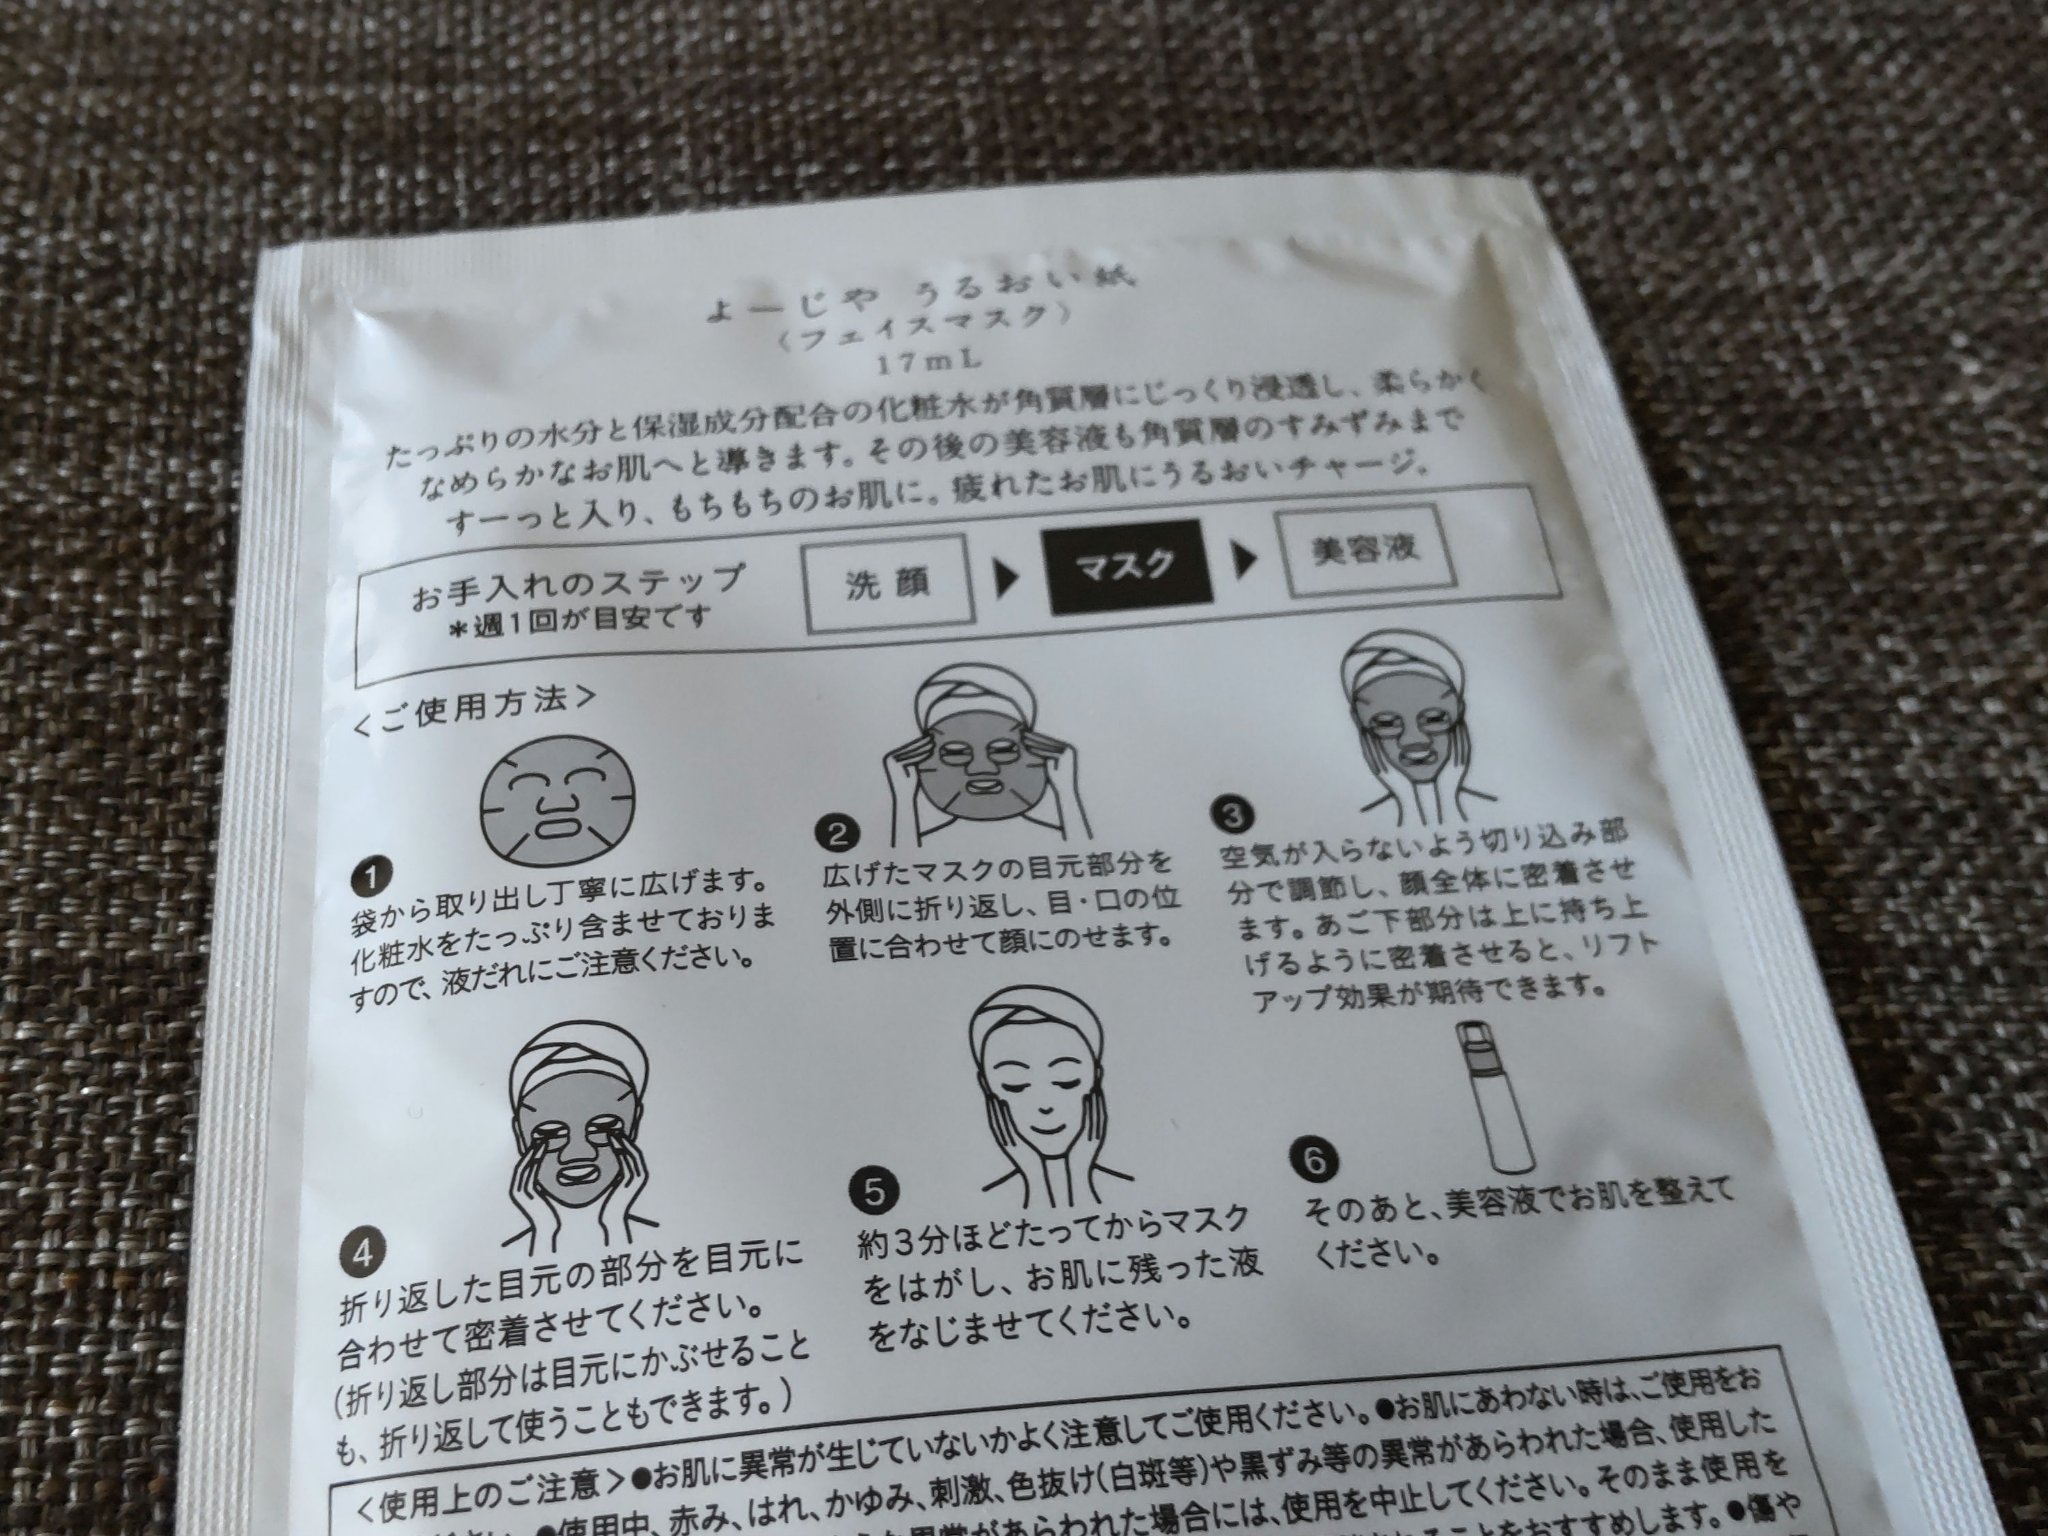 よーじや うるおい紙
〈フェイスマスク〉
17mL
たっぷりの水分と保湿成分配合の化粧水が角質層にじっくり浸透し、柔らかく
なめらかなお肌へと導きます。その後の美容液も角質層のすみずみまで
すーっと入り、もちもちのお肌に。疲れたお肌にうるおいチャージ。
お手入れのステップ
*週1回が目安です
洗顔 ▶ マスク ▶ 美容液
<ご使用方法>
1
袋から取り出し丁寧に広げます。
化粧水をたっぷり含ませておりま
すので、液だれにご注意ください。
2
広げたマスクの目元部分を
外側に折り返し、目・口の位
置に合わせて顔にのせます。
3
空気が入らないよう切り込み部
分で調節し、顔全体に密着させ
ます。あご下部分は上に持ち上
げるように密着させると、リフト
アップ効果が期待できます。
4
折り返した目元の部分を目元に
合わせて密着させてください。
(折り返し部分は目元にかぶせること
も、折り返して使うこともできます。)
5
約3分ほどたってからマスク
をはがし、お肌に残った液
をなじませてください。
6
そのあと、美容液でお肌を整えて
ください。
<使用上のご注意>●お肌に異常が生じていないかよく注意してご使用ください。●お肌にあわない時は、ご使用をお
●使用中、赤み、はれ、かゆみ、刺激、色抜け(白斑等)や黒ずみ等の異常があらわれた場合、使用した
異常があらわれた場合には、使用を中止してください。そのまま使用を
ることをおすすめします。●傷や